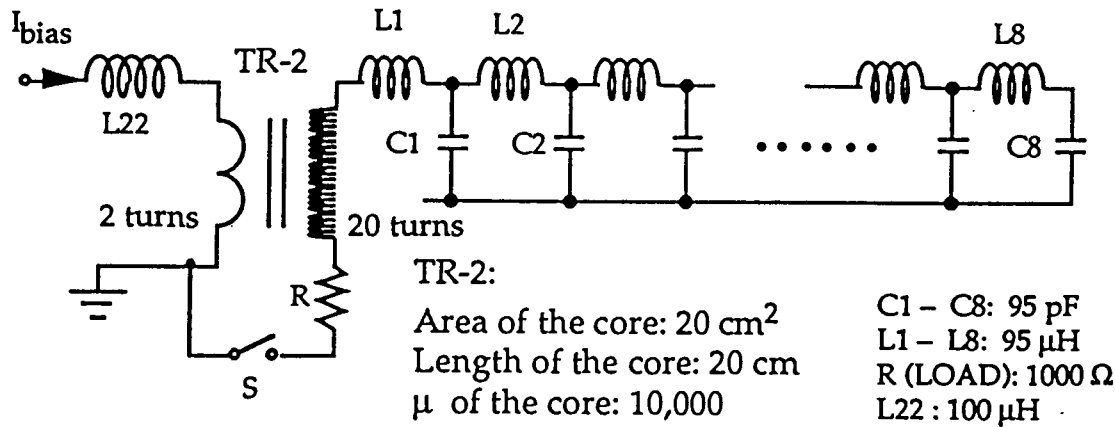 I_bias
L1
L2
L8
TR-2
L22
C1
C2
C8
2 turns
20 turns
R
S
TR-2:
Area of the core: 20 cm²
Length of the core: 20 cm
μ of the core: 10,000
C1 – C8: 95 pF
L1 – L8: 95 μH
R (LOAD): 1000 Ω
L22 : 100 μH